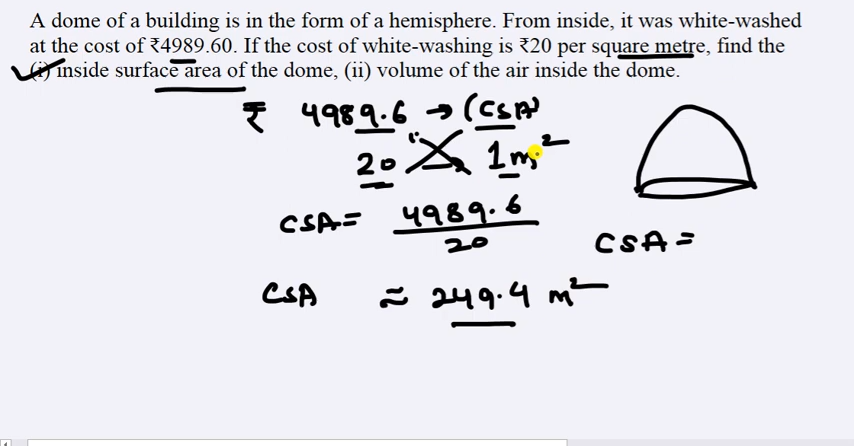 A dome of a building is in the form of a hemisphere. From inside, it was white-washed
at the cost of ₹4989.60. If the cost of white-washing is ₹20 per square metre, find the
(i) inside surface area of the dome, (ii) volume of the air inside the dome.
₹ 4989.6 → (CSA)
20 1m²
CSA = 4989.6
20
CSA =
CSA ≈ 249.4 m²